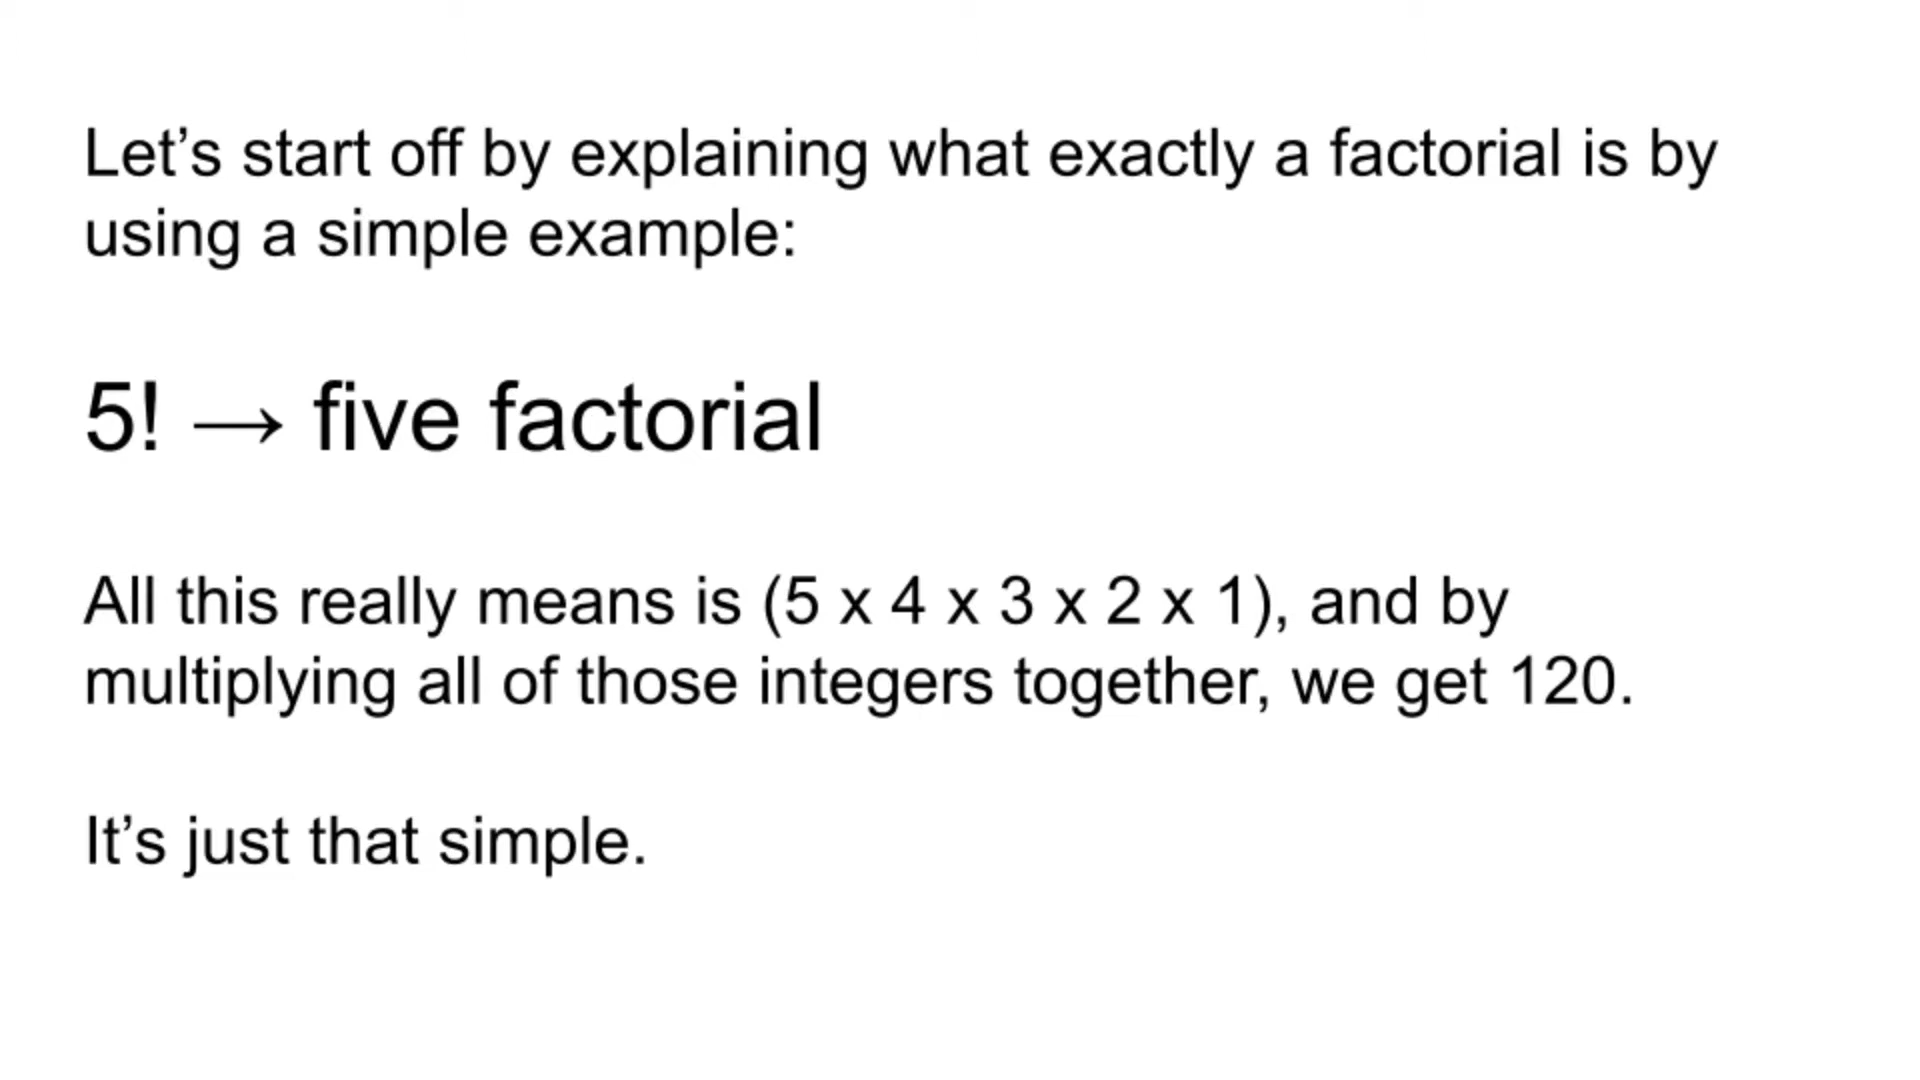 Let’s start off by explaining what exactly a factorial is by
using a simple example:
5! → five factorial
All this really means is (5 x 4 x 3 x 2 x 1), and by
multiplying all of those integers together, we get 120.
It’s just that simple.